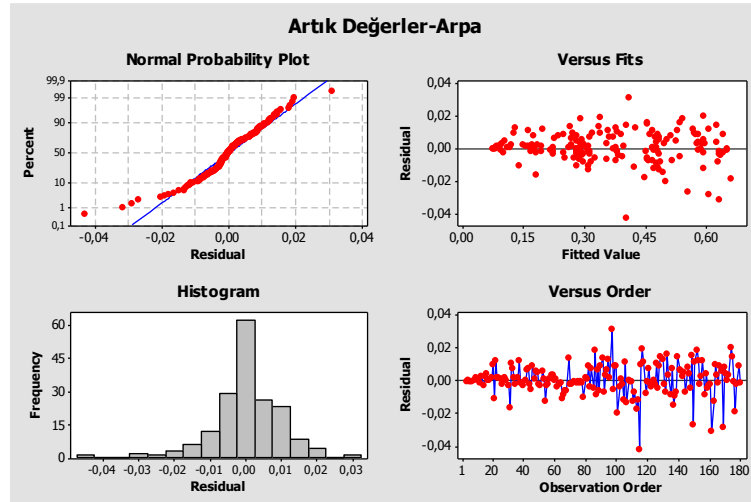 Artık Değerler-Arpa
Normal Probability Plot
99,9
99
90
50
10
1
0,1
Percent
-0,04 -0,02 0,00 0,02 0,04
Residual
Versus Fits
0,04
0,02
0,00
-0,02
-0,04
Residual
0,00 0,15 0,30 0,45 0,60
Fitted Value
Histogram
60
45
30
15
0
Frequency
-0,04 -0,03 -0,02 -0,01 0,00 0,01 0,02 0,03
Residual
Versus Order
0,04
0,02
0,00
-0,02
-0,04
Residual
1 20 40 60 80 100 120 140 160 180
Observation Order